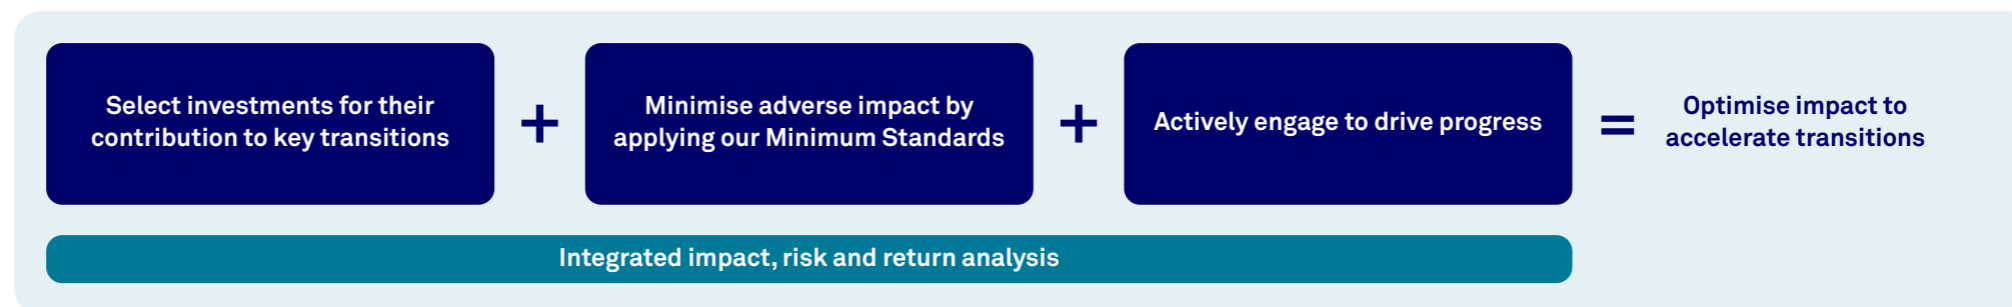 Select investments for their
contribution to key transitions
+
Minimise adverse impact by
applying our Minimum Standards
+
Actively engage to drive progress
=
Optimise impact to
accelerate transitions
Integrated impact, risk and return analysis